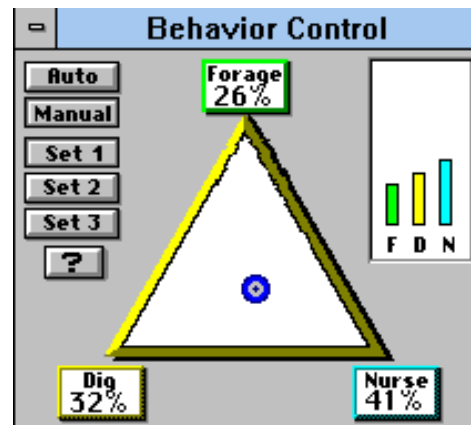 Behavior Control
Auto
Manual
Set 1
Set 2
Set 3
?
Forage
26%
F D N
Dig
32%
Nurse
41%